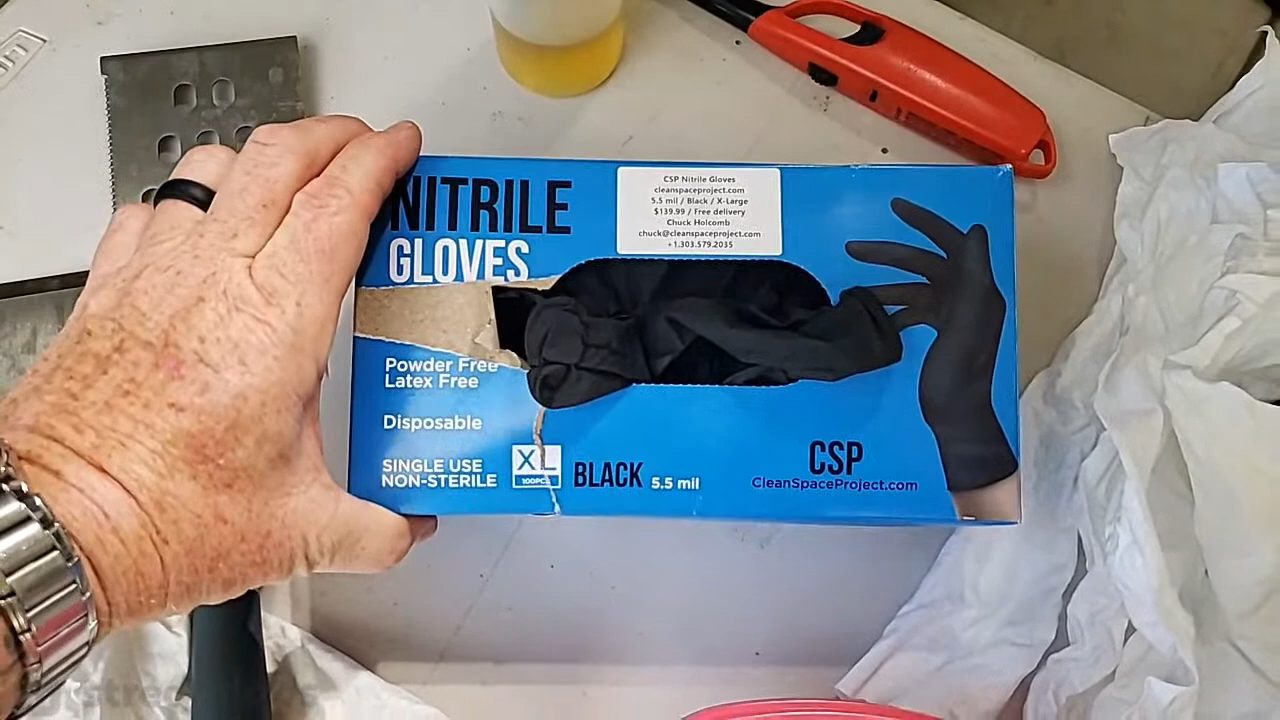 NITRILE
GLOVES
CSP Nitrile Gloves
cleanspaceproject.com
5.5 mil / Black / X-Large
$139.99 / Free delivery
Chuck Holcomb
chuck@cleanspaceproject.com
+1.303.579.2035
Powder Free
Latex Free
Disposable
SINGLE USE
NON-STERILE
XL
100PCS
BLACK 5.5 mil
CSP
CleanSpaceProject.com